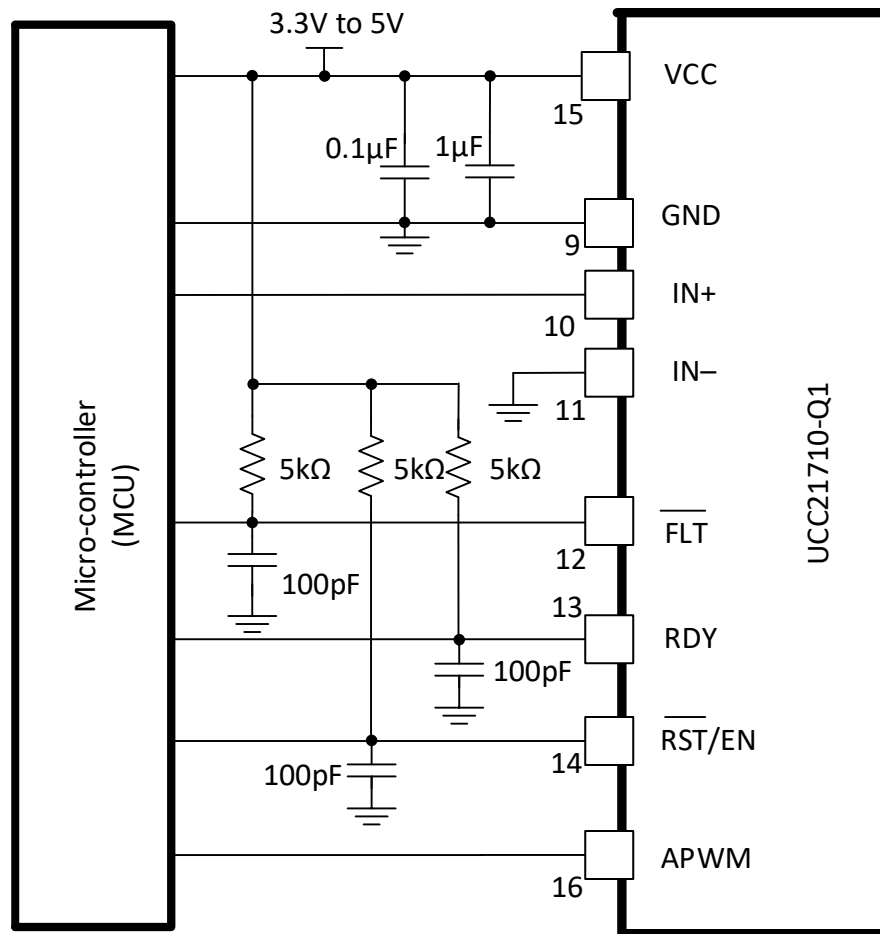 3.3V to 5V
VCC
15
0.1µF
1µF
GND
9
IN+
10
IN–
11
Micro-controller
(MCU)
5kΩ
5kΩ
5kΩ
UCC21710-Q1
FLT
12
100pF
13
RDY
100pF
RST/EN
14
100pF
APWM
16